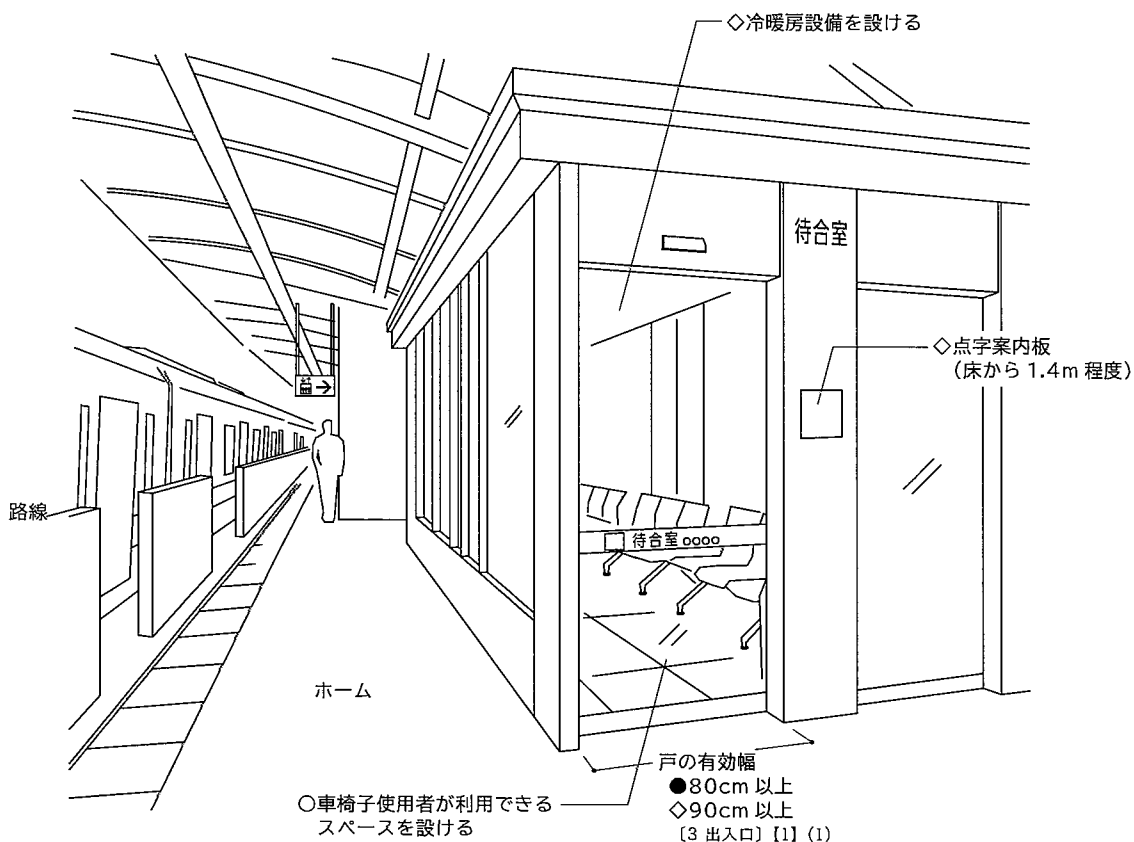 ◇冷暖房設備を設ける
待合室
◇点字案内板
(床から 1.4m 程度)
路線
待合室
ホーム
戸の有効幅
●80cm 以上
◇90cm 以上
〔3 出入口〕【1】(1)
○車椅子使用者が利用できる
スペースを設ける